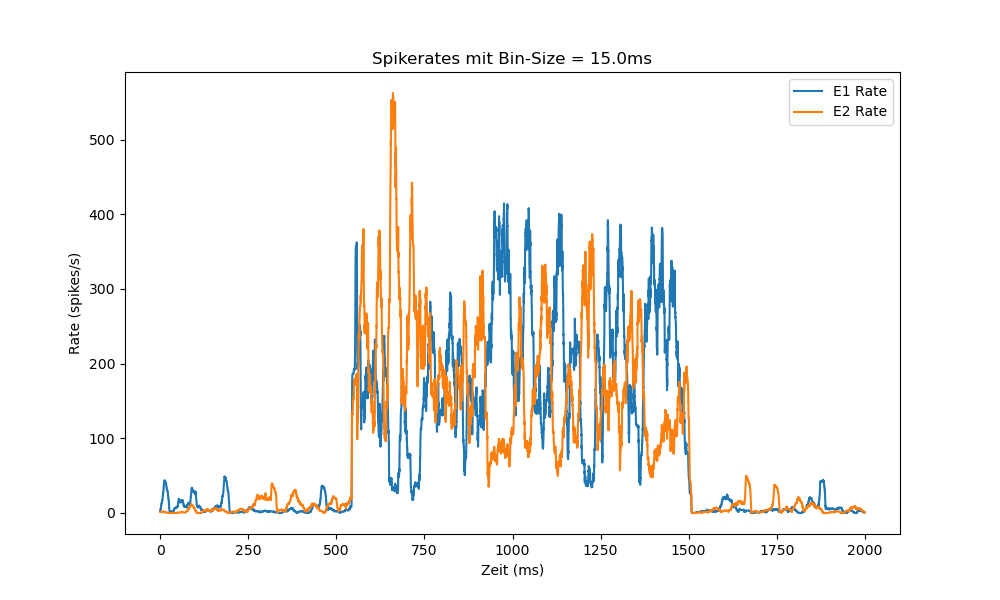 Spikerates mit Bin-Size = 15.0ms
E1 Rate
E2 Rate
500
400
300
200
100
0
Rate (spikes/s)
0 250 500 750 1000 1250 1500 1750 2000
Zeit (ms)